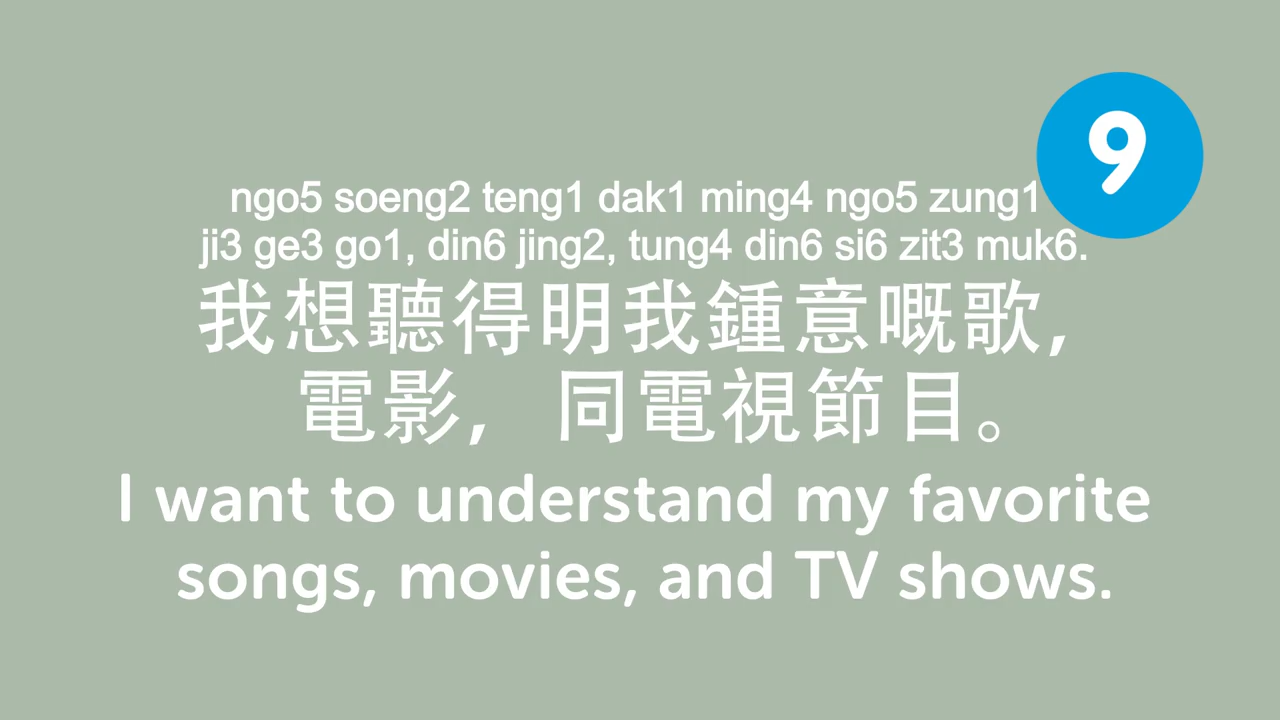 9
ngo5 soeng2 teng1 dak1 ming4 ngo5 zung1
ji3 ge3 go1, din6 jing2, tung4 din6 si6 zit3 muk6.
我想聽得明我鍾意嘅歌，
電影，同電視節目。
I want to understand my favorite
songs, movies, and TV shows.